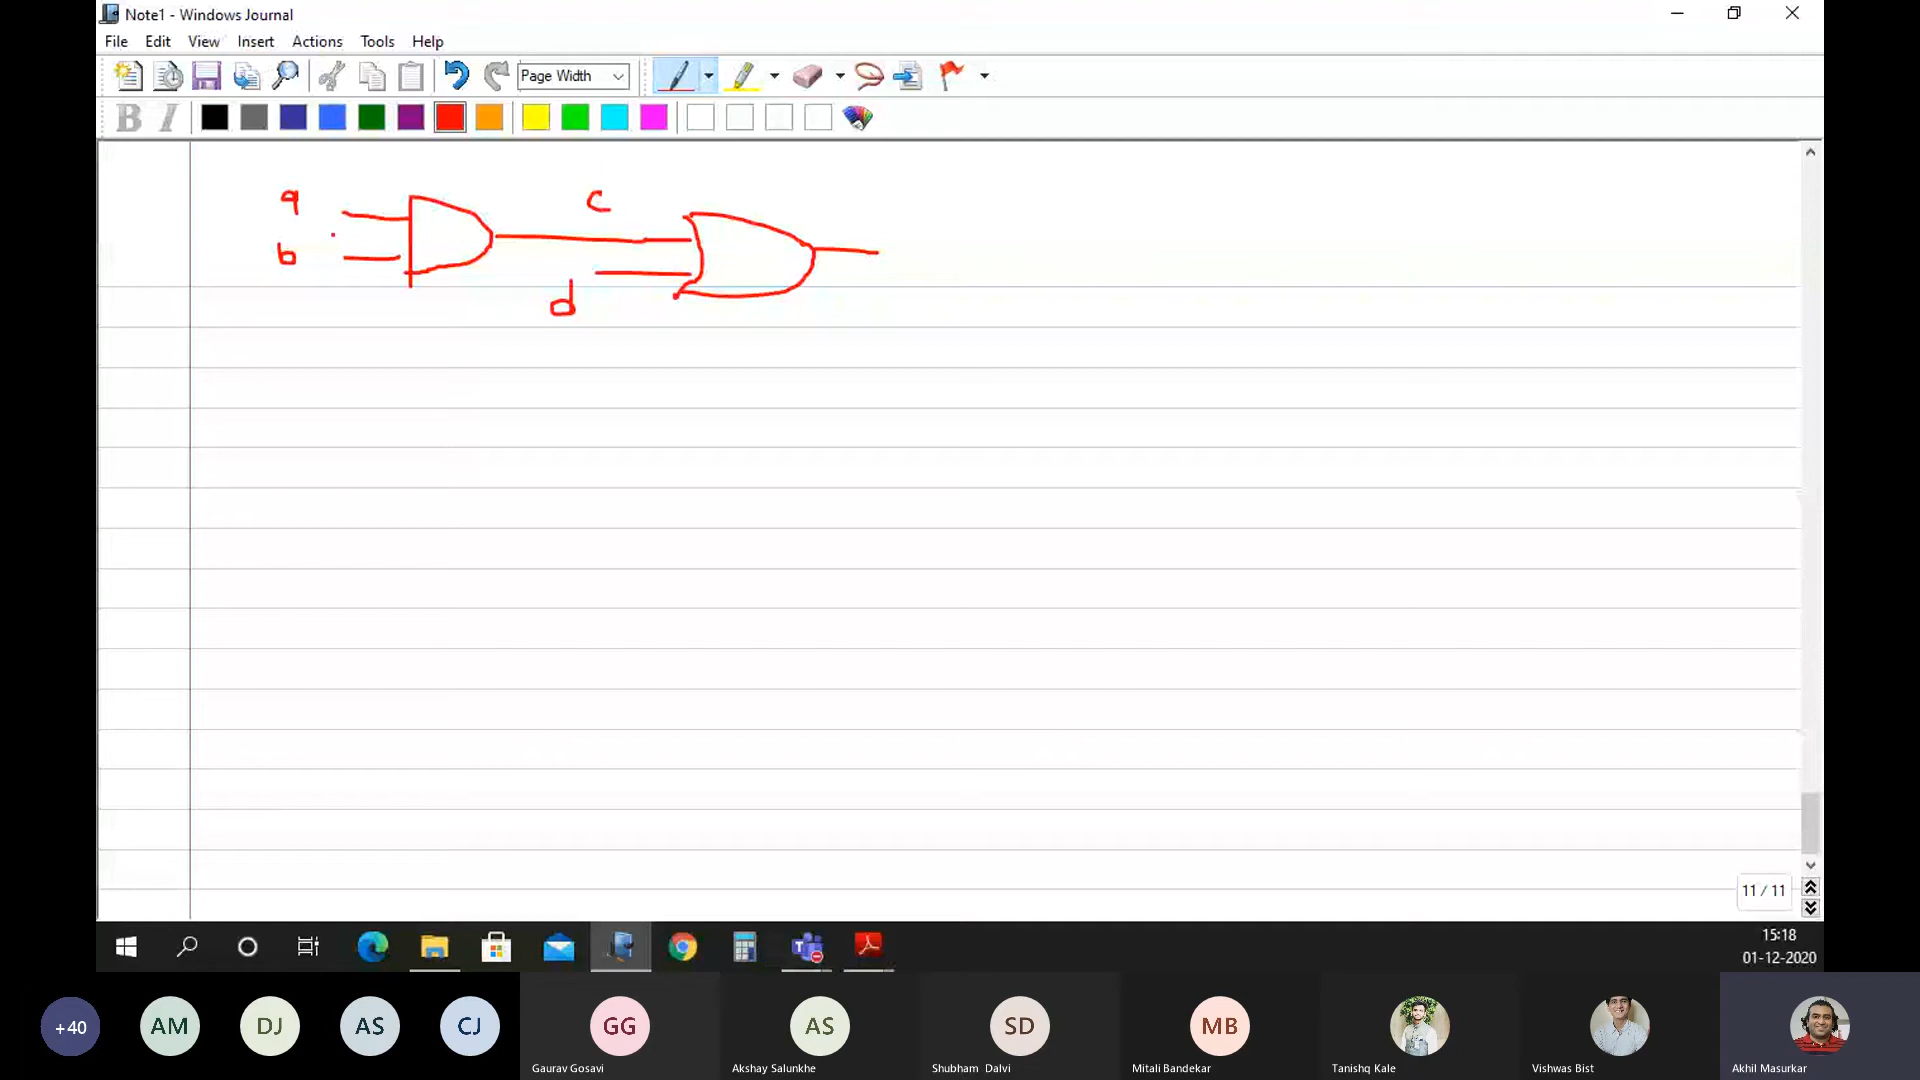 Note1 - Windows Journal
File Edit View Insert Actions Tools Help
Page Width
B I
a
c
b
d
11 / 11
15:18
01-12-2020
+40 AM DJ AS CJ GG AS SD MB
Gaurav Gosavi Akshay Salunkhe Shubham Dalvi Mitali Bandekar Tanishq Kale Vishwas Bist Akhil Masurkar